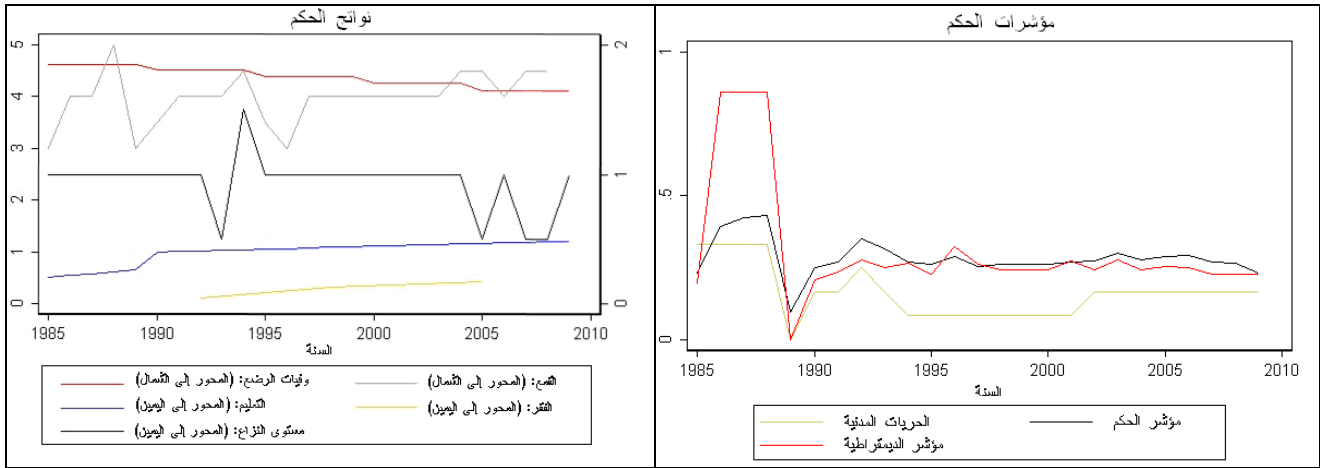 نواتج الحكم
5
4
3
2
1
0
2
1
0
1985 1990 1995 2000 2005 2010
السنة
وفيات الرضع: (المحور إلى الشمال)
القمع: (المحور إلى الشمال)
التعليم: (المحور إلى اليمين)
الفقر: (المحور إلى اليمين)
مستوى النزاع: (المحور إلى اليمين)
مؤشرات الحكم
1
.5
0
1985 1990 1995 2000 2005 2010
السنة
الحريات المدنية
مؤشر الحكم
مؤشر الديمقراطية